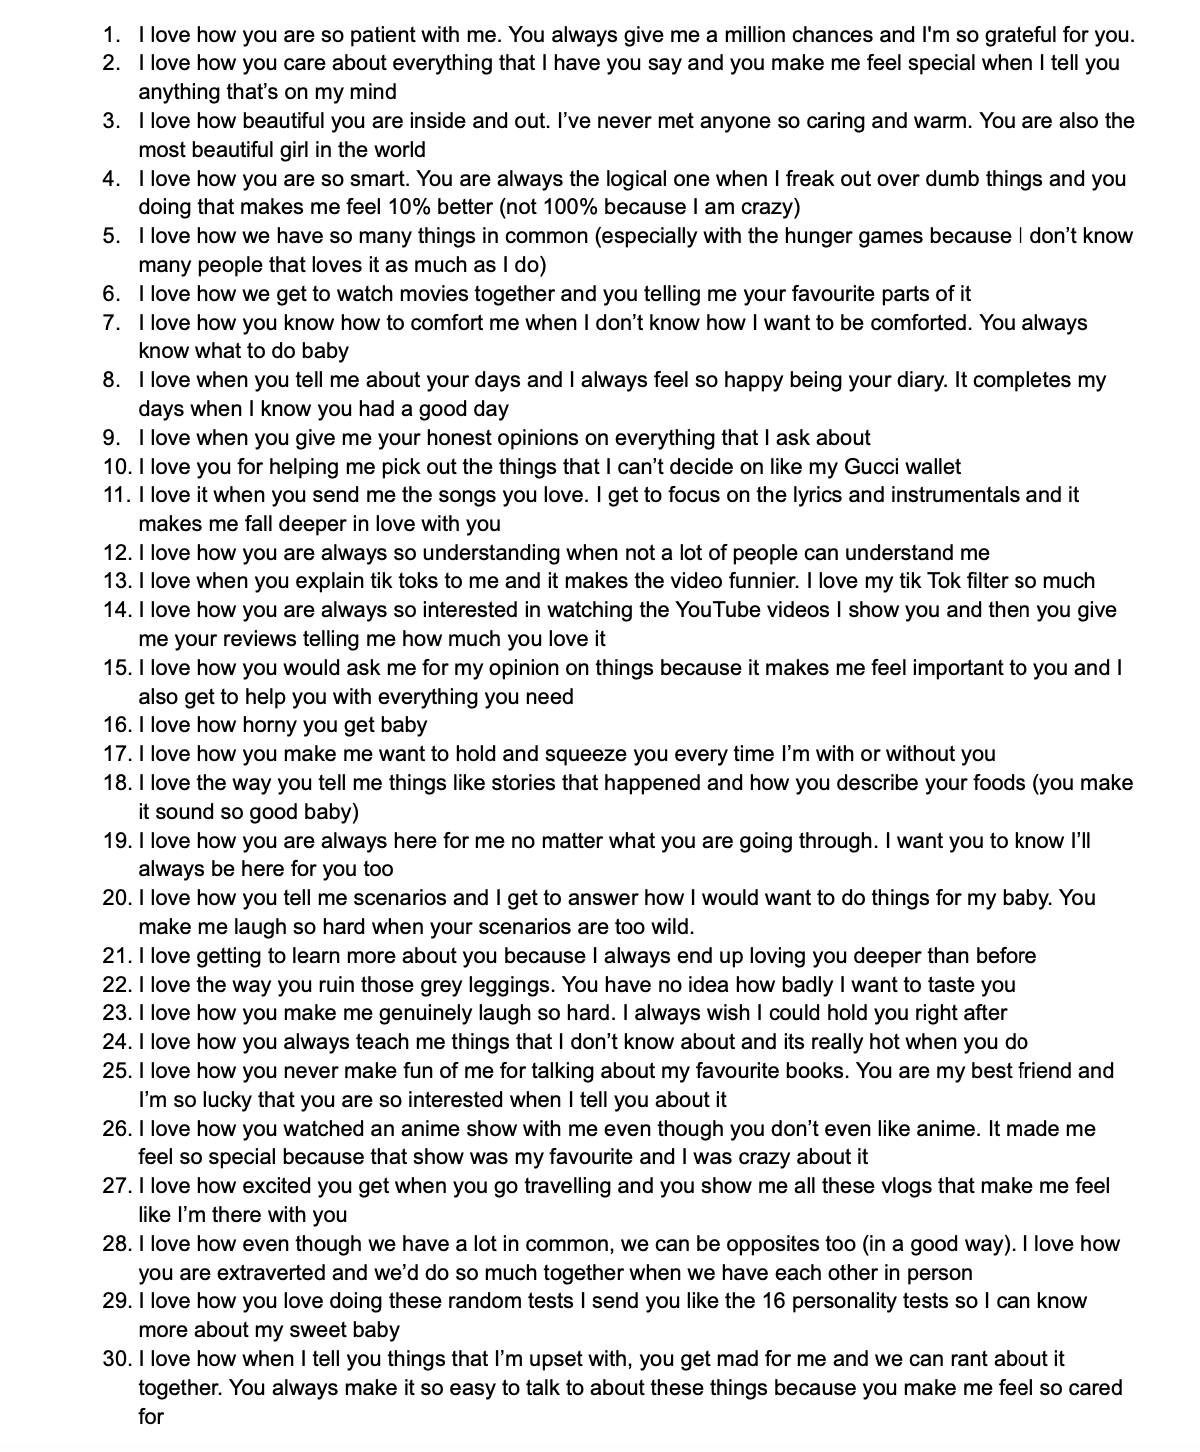 1. I love how you are so patient with me. You always give me a million chances and I'm so grateful for you.
2. I love how you care about everything that I have you say and you make me feel special when I tell you
anything that's on my mind
3. I love how beautiful you are inside and out. I've never met anyone so caring and warm. You are also the
most beautiful girl in the world
4. I love how you are so smart. You are always the logical one when I freak out over dumb things and you
doing that makes me feel 10% better (not 100% because I am crazy)
5. I love how we have so many things in common (especially with the hunger games because I don't know
many people that loves it as much as I do)
6. I love how we get to watch movies together and you telling me your favourite parts of it
7. I love how you know how to comfort me when I don't know how I want to be comforted. You always
know what to do baby
8. I love when you tell me about your days and I always feel so happy being your diary. It completes my
days when I know you had a good day
9. I love when you give me your honest opinions on everything that I ask about
10. I love you for helping me pick out the things that I can't decide on like my Gucci wallet
11. I love it when you send me the songs you love. I get to focus on the lyrics and instrumentals and it
makes me fall deeper in love with you
12. I love how you are always so understanding when not a lot of people can understand me
13. I love when you explain tik toks to me and it makes the video funnier. I love my tik Tok filter so much
14. I love how you are always so interested in watching the YouTube videos I show you and then you give
me your reviews telling me how much you love it
15. I love how you would ask me for my opinion on things because it makes me feel important to you and I
also get to help you with everything you need
16. I love how horny you get baby
17. I love how you make me want to hold and squeeze you every time I'm with or without you
18. I love the way you tell me things like stories that happened and how you describe your foods (you make
it sound so good baby)
19. I love how you are always here for me no matter what you are going through. I want you to know I'll
always be here for you too
20. I love how you tell me scenarios and I get to answer how I would want to do things for my baby. You
make me laugh so hard when your scenarios are too wild.
21. I love getting to learn more about you because I always end up loving you deeper than before
22. I love the way you ruin those grey leggings. You have no idea how badly I want to taste you
23. I love how you make me genuinely laugh so hard. I always wish I could hold you right after
24. I love how you always teach me things that I don't know about and its really hot when you do
25. I love how you never make fun of me for talking about my favourite books. You are my best friend and
I'm so lucky that you are so interested when I tell you about it
26. I love how you watched an anime show with me even though you don't even like anime. It made me
feel so special because that show was my favourite and I was crazy about it
27. I love how excited you get when you go travelling and you show me all these vlogs that make me feel
like I'm there with you
28. I love how even though we have a lot in common, we can be opposites too (in a good way). I love how
you are extraverted and we'd do so much together when we have each other in person
29. I love how you love doing these random tests I send you like the 16 personality tests so I can know
more about my sweet baby
30. I love how when I tell you things that I'm upset with, you get mad for me and we can rant about it
together. You always make it so easy to talk to about these things because you make me feel so cared
for